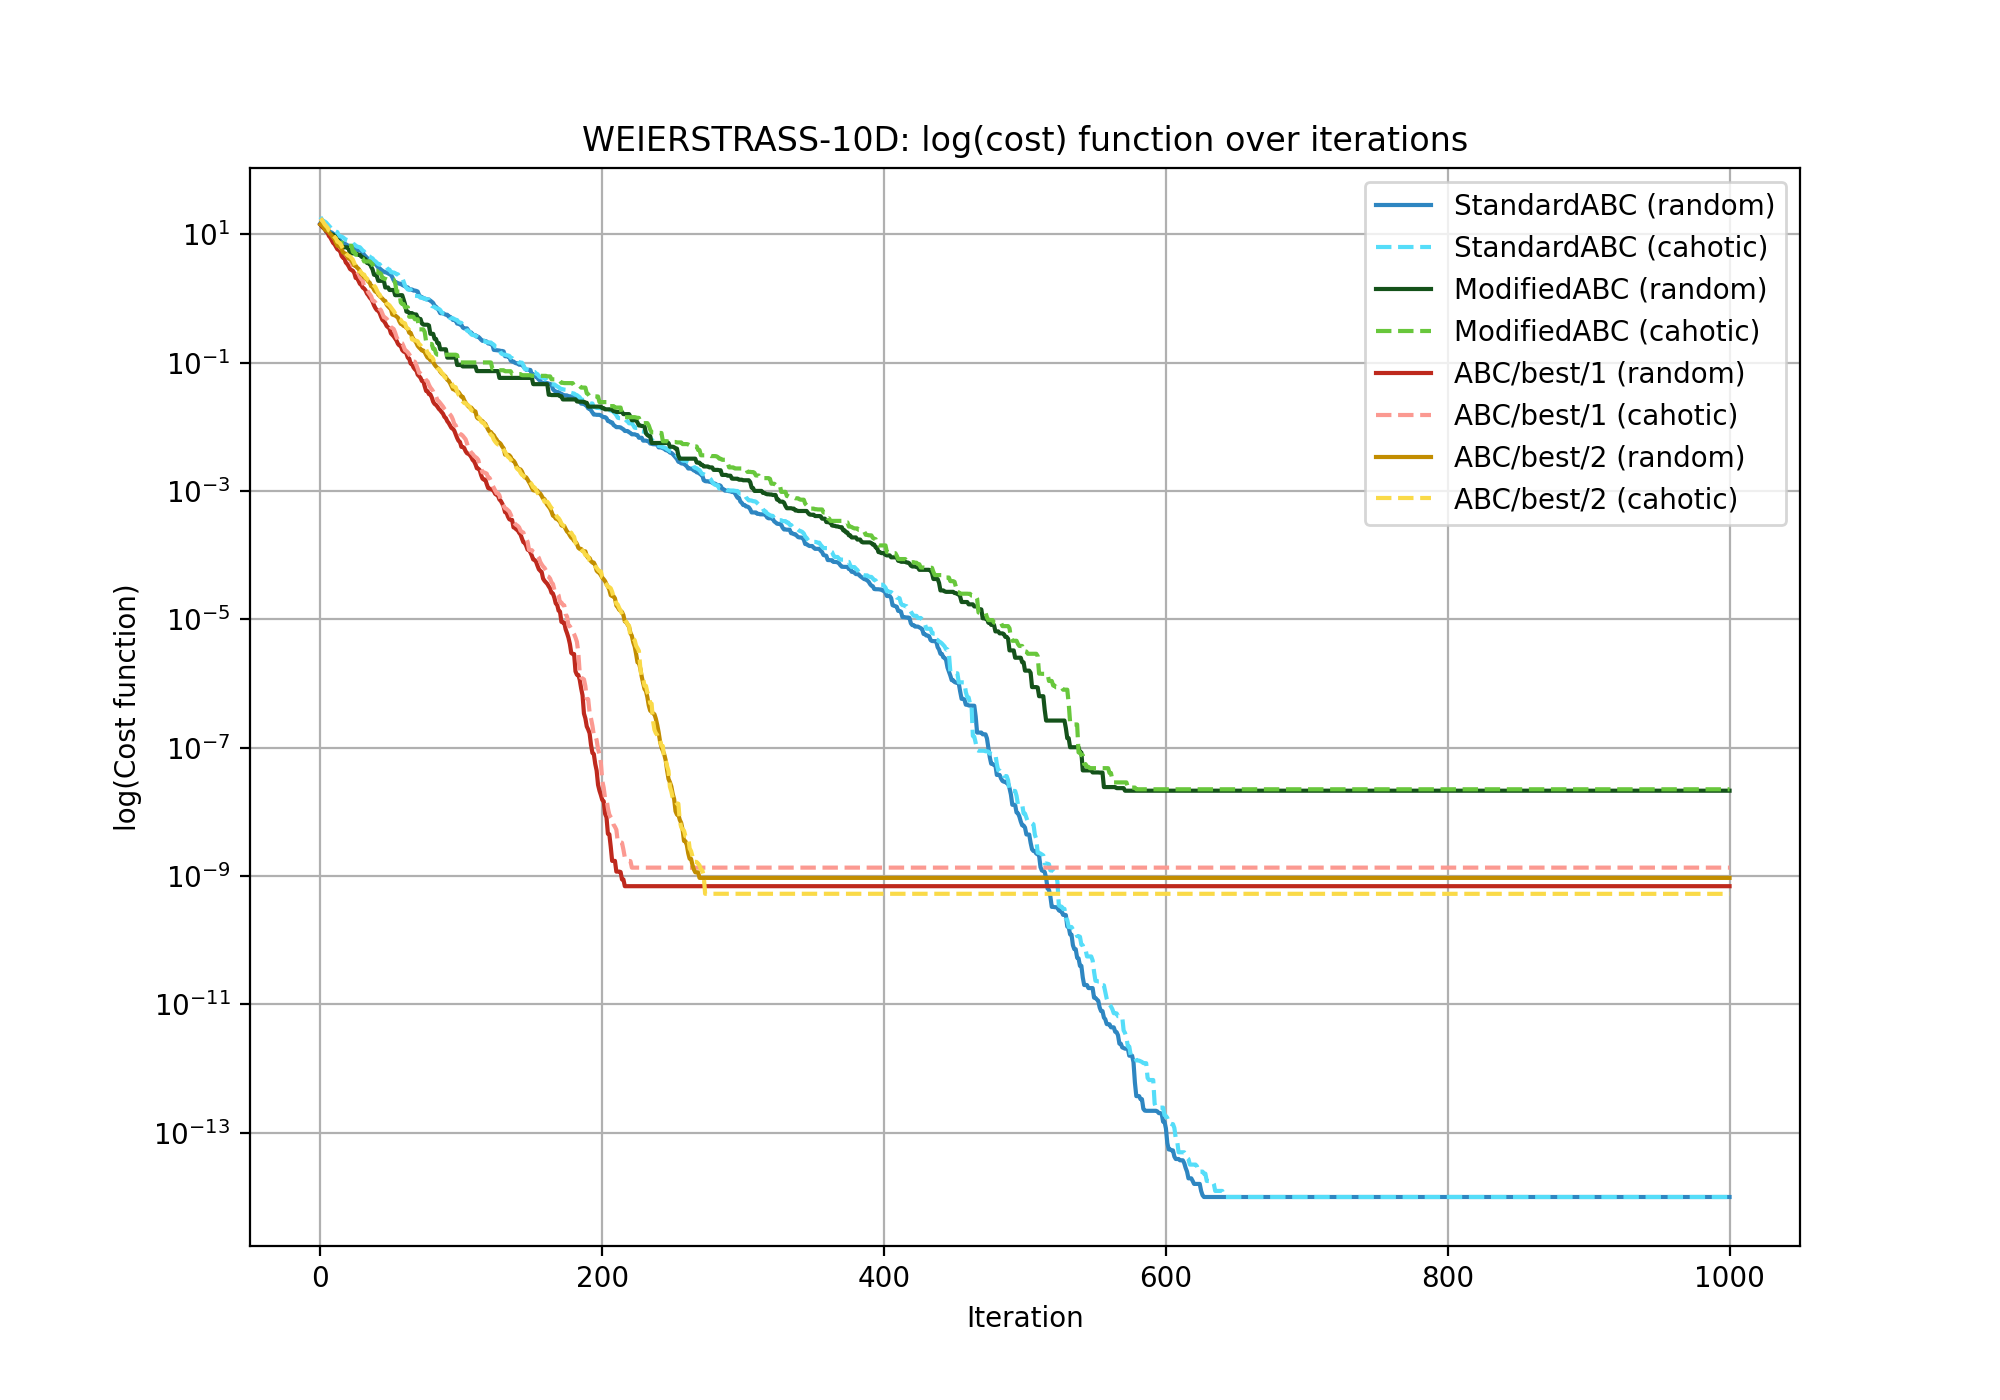 WEIERSTRASS-10D: log(cost) function over iterations
StandardABC (random)
StandardABC (cahotic)
ModifiedABC (random)
ModifiedABC (cahotic)
ABC/best/1 (random)
ABC/best/1 (cahotic)
ABC/best/2 (random)
ABC/best/2 (cahotic)
log(Cost function)
10¹
10⁻¹
10⁻³
10⁻⁵
10⁻⁷
10⁻⁹
10⁻¹¹
10⁻¹³
0 200 400 600 800 1000
Iteration